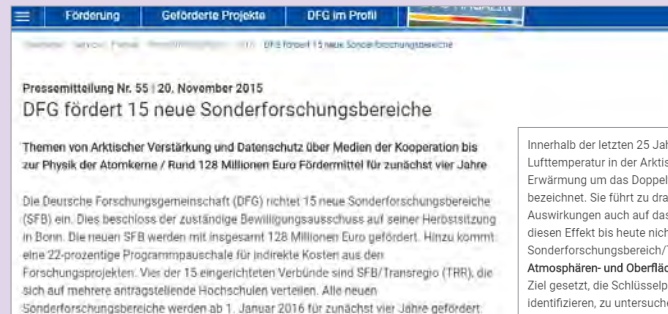 Förderung Geförderte Projekte DFG im Profil
DFG fördert 15 neue Sonderforschungsbereiche
Pressemitteilung Nr. 55 | 20. November 2015
DFG fördert 15 neue Sonderforschungsbereiche
Themen von Arktischer Verstärkung und Datenschutz über Medien der Kooperation bis
zur Physik der Atomkerne / Rund 128 Millionen Euro Fördermittel für zunächst vier Jahre
Die Deutsche Forschungsgemeinschaft (DFG) richtet 15 neue Sonderforschungsbereiche
(SFB) ein. Dies beschloss der zuständige Bewilligungsausschuss auf seiner Herbstsitzung
in Bonn. Die neuen SFB werden mit insgesamt 128 Millionen Euro gefördert. Hinzu kommt
eine 22-prozentige Programmpauschale für indirekte Kosten aus den
Forschungsprojekten. Vier der 15 eingerichteten Verbünde sind SFB/Transregio (TRR), die
sich auf mehrere antragstellende Hochschulen verteilen. Alle neuen
Sonderforschungsbereiche werden ab 1. Januar 2016 für zunächst vier Jahre gefördert.
Innerhalb der letzten 25 Jah
Lufttemperatur in der Arktis
Erwärmung um das Doppel
bezeichnet. Sie führt zu dra
Auswirkungen auch auf das
diesen Effekt bis heute nich
Sonderforschungsbereich/T
Atmosphären- und Oberfläc
Ziel gesetzt, die Schlüsselp
identifizieren, zu untersuche